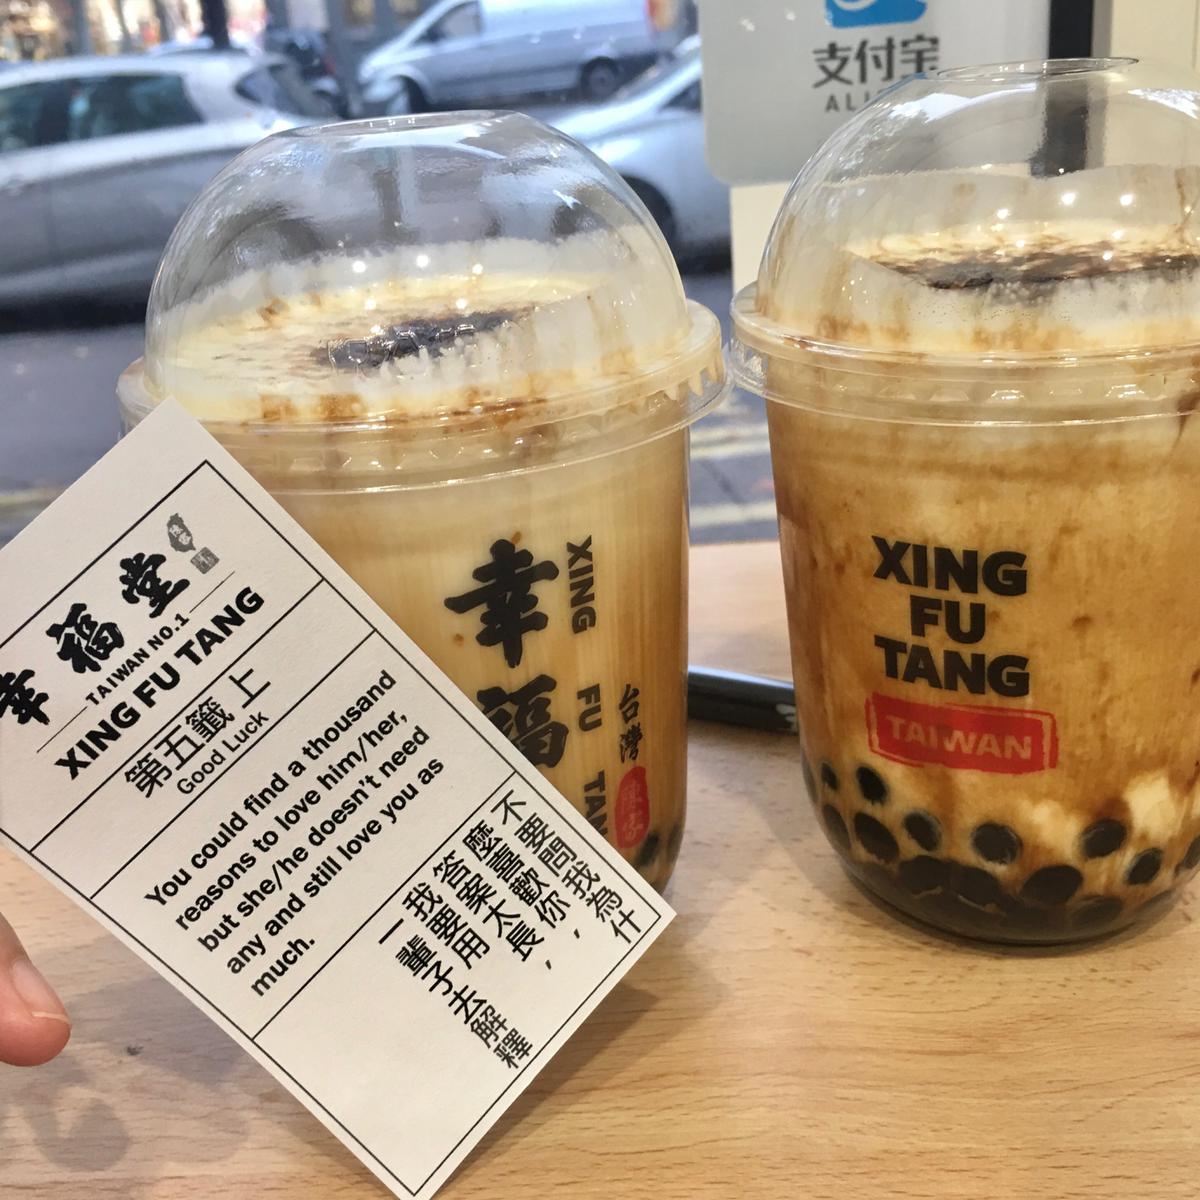 支付宝
幸福堂
TAIWAN NO.1
XING FU TANG
第五籤 上
Good Luck
You could find a thousand
reasons to love him/her,
but she/he doesn't need
any and still love you as
much.
不要問我為什
麼喜歡你，
答案太長，
我要用
一輩子去解釋
幸福
XING FU TANG
台灣
XING
FU
TANG
TAIWAN